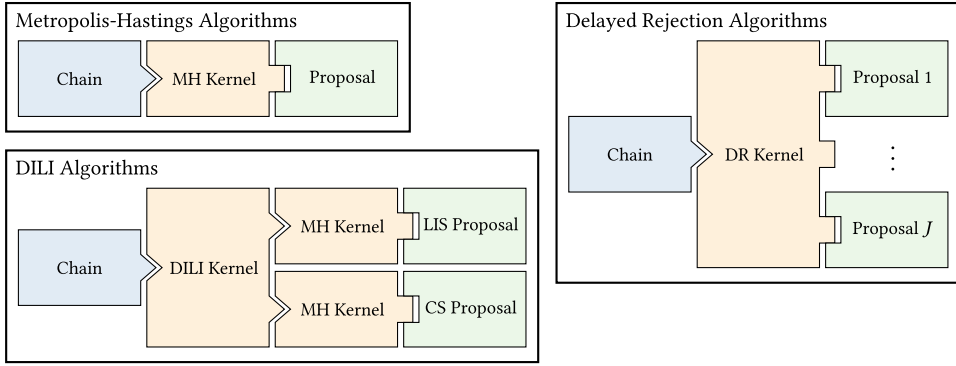 Metropolis-Hastings Algorithms
Chain
MH Kernel
Proposal
DILI Algorithms
Chain
DILI Kernel
MH Kernel
LIS Proposal
MH Kernel
CS Proposal
Delayed Rejection Algorithms
Chain
DR Kernel
Proposal 1
⋮
Proposal J